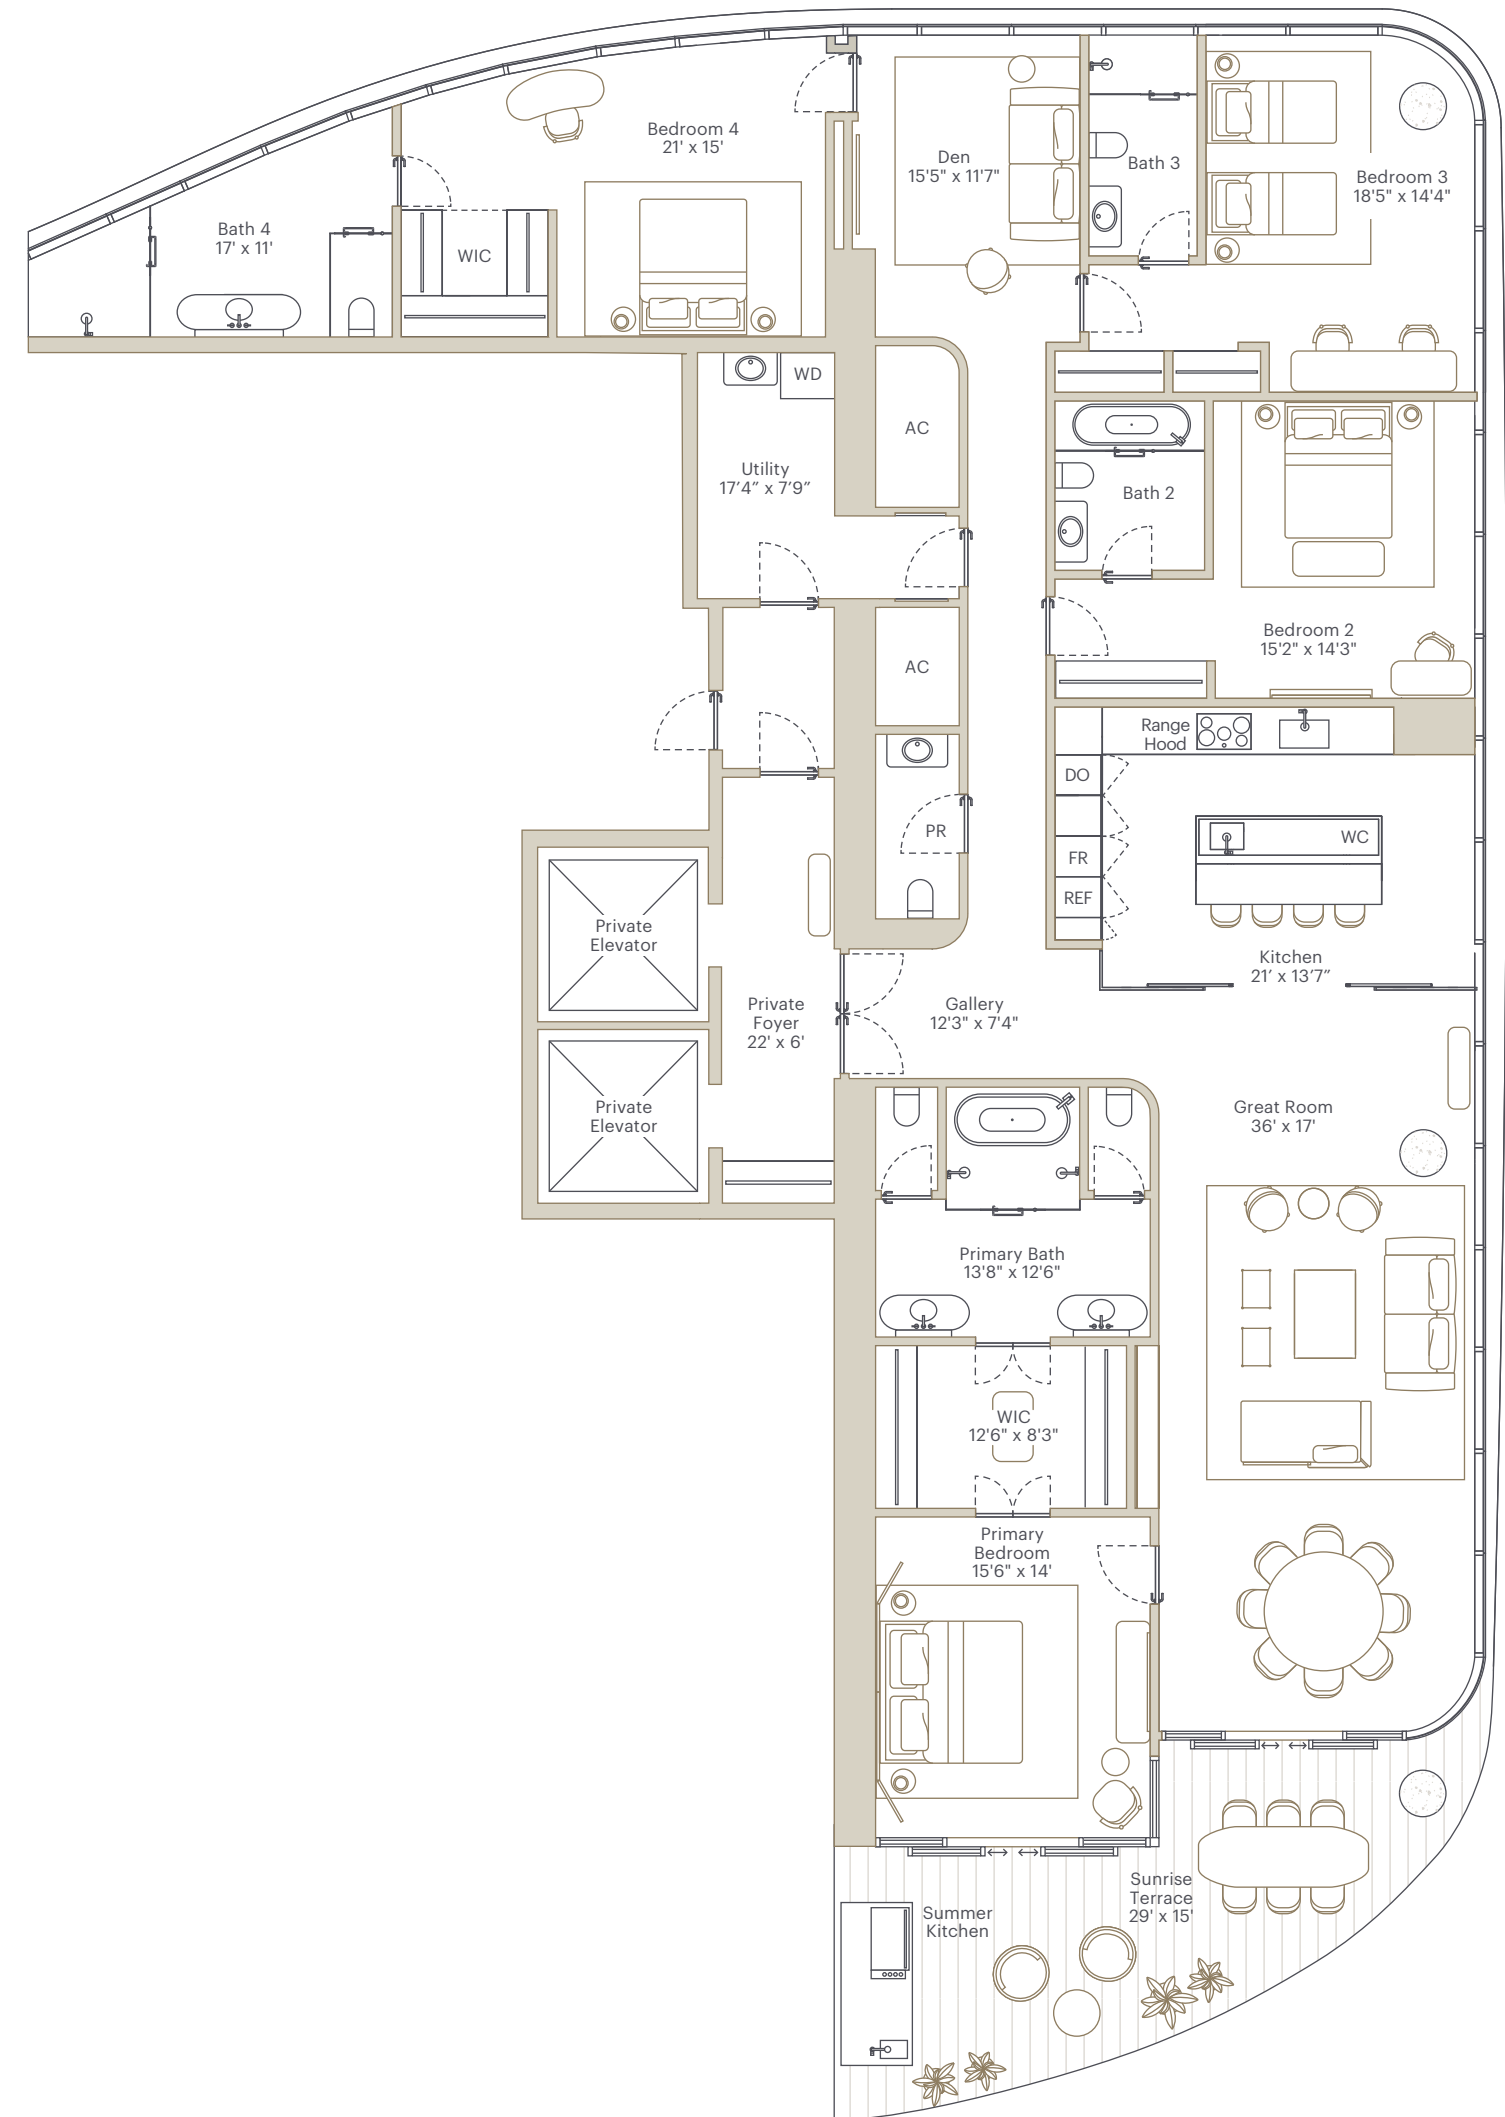 Bedroom 4
21' x 15'
Den
15'5" x 11'7"
Bath 3
Bedroom 3
18'5" x 14'4"
Bath 4
17' x 11'
WIC
WD
AC
Utility
17’4” x 7’9”
Bath 2
Bedroom 2
15'2" x 14'3"
AC
Range
Hood
DO
PR
WC
FR
REF
Private
Elevator
Kitchen
21’ x 13’7”
Private
Foyer
22' x 6'
Gallery
12'3" x 7'4"
Private
Elevator
Great Room
36' x 17'
Primary Bath
13'8" x 12'6"
WIC
12'6" x 8'3"
Primary
Bedroom
15'6" x 14'
Sunrise
Terrace
29' x 15'
Summer
Kitchen